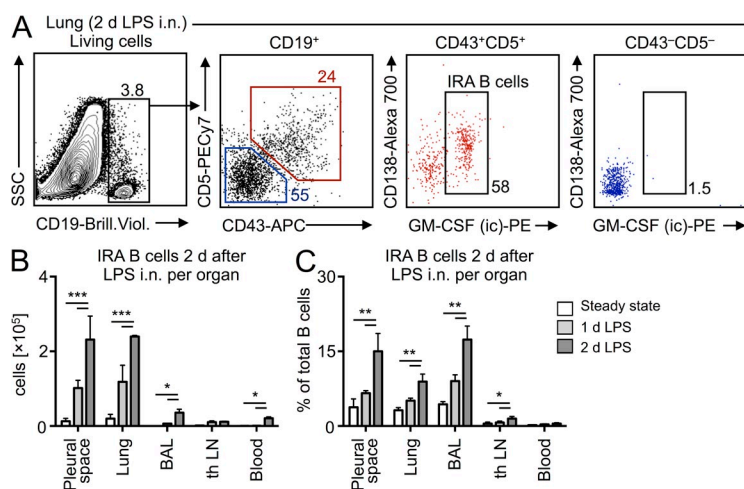 A
Lung (2 d LPS i.n.)
Living cells
CD19⁺
CD43⁺CD5⁺
CD43⁻CD5⁻
3.8
24
55
IRA B cells
58
1.5
SSC
CD5-PECy7
CD138-Alexa 700
CD138-Alexa 700
CD19-Brill.Viol.
CD43-APC
GM-CSF (ic)-PE
GM-CSF (ic)-PE
B
IRA B cells 2 d after
LPS i.n. per organ
cells [×10⁵]
4
2
0
***
***
*
*
Pleural
space
Lung
BAL
th LN
Blood
C
IRA B cells 2 d after
LPS i.n. per organ
% of total B cells
30
15
0
**
**
**
*
Pleural
space
Lung
BAL
th LN
Blood
Steady state
1 d LPS
2 d LPS